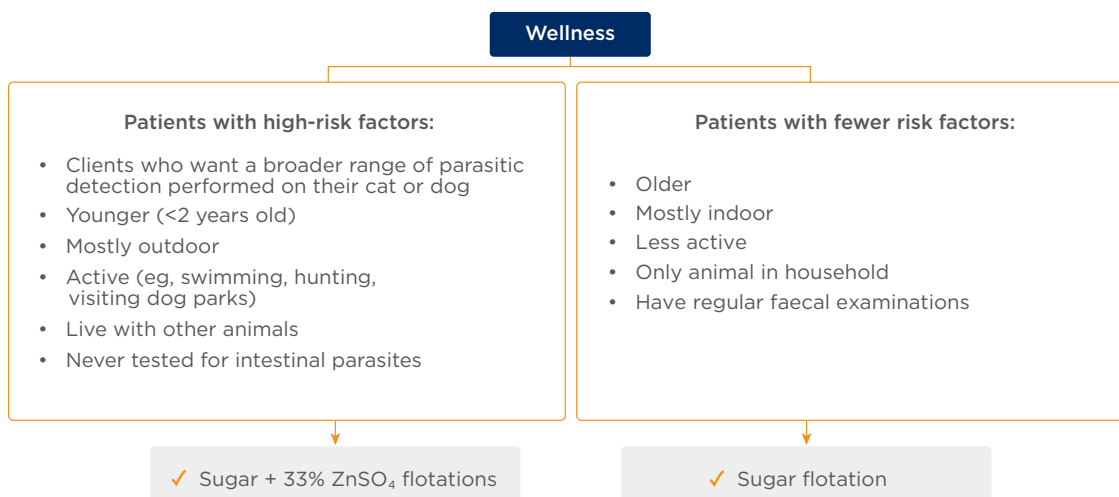 Wellness
Patients with high-risk factors:
• Clients who want a broader range of parasitic
detection performed on their cat or dog
• Younger (<2 years old)
• Mostly outdoor
• Active (eg, swimming, hunting,
visiting dog parks)
• Live with other animals
• Never tested for intestinal parasites
✓ Sugar + 33% ZnSO₄ flotations
Patients with fewer risk factors:
• Older
• Mostly indoor
• Less active
• Only animal in household
• Have regular faecal examinations
✓ Sugar flotation